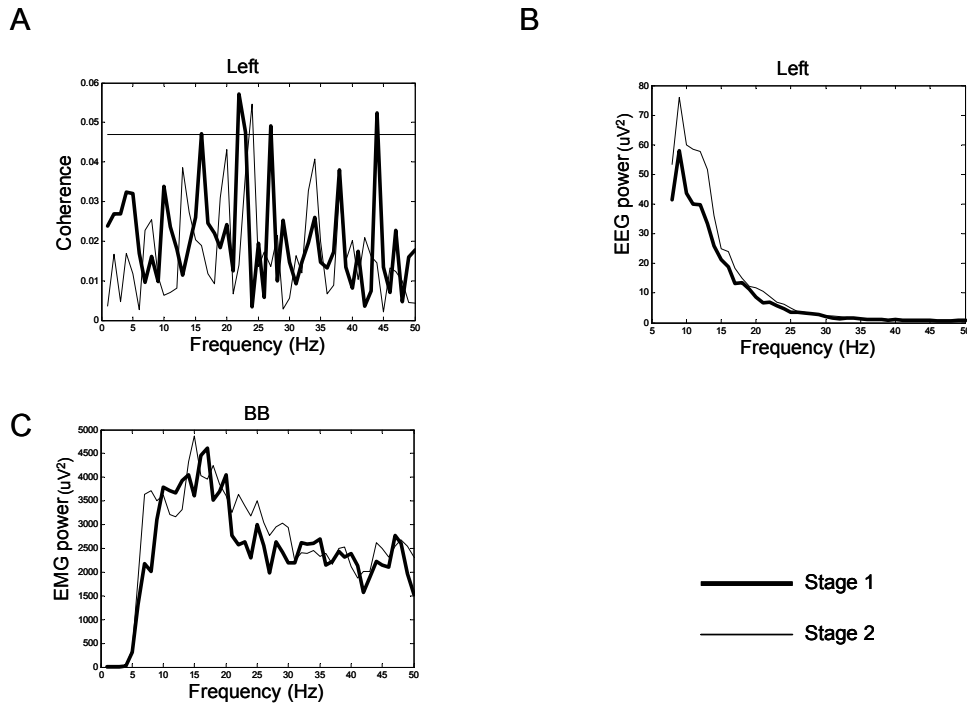 A
Left
0.06
0.05
0.04
0.03
0.02
0.01
0
Coherence
0 5 10 15 20 25 30 35 40 45 50
Frequency (Hz)
B
Left
80
70
60
50
40
30
20
10
0
EEG power (uV²)
5 10 15 20 25 30 35 40 45 50
Frequency (Hz)
C
BB
5000
4500
4000
3500
3000
2500
2000
1500
1000
500
0
EMG power (uV²)
0 5 10 15 20 25 30 35 40 45 50
Frequency (Hz)
Stage 1
Stage 2